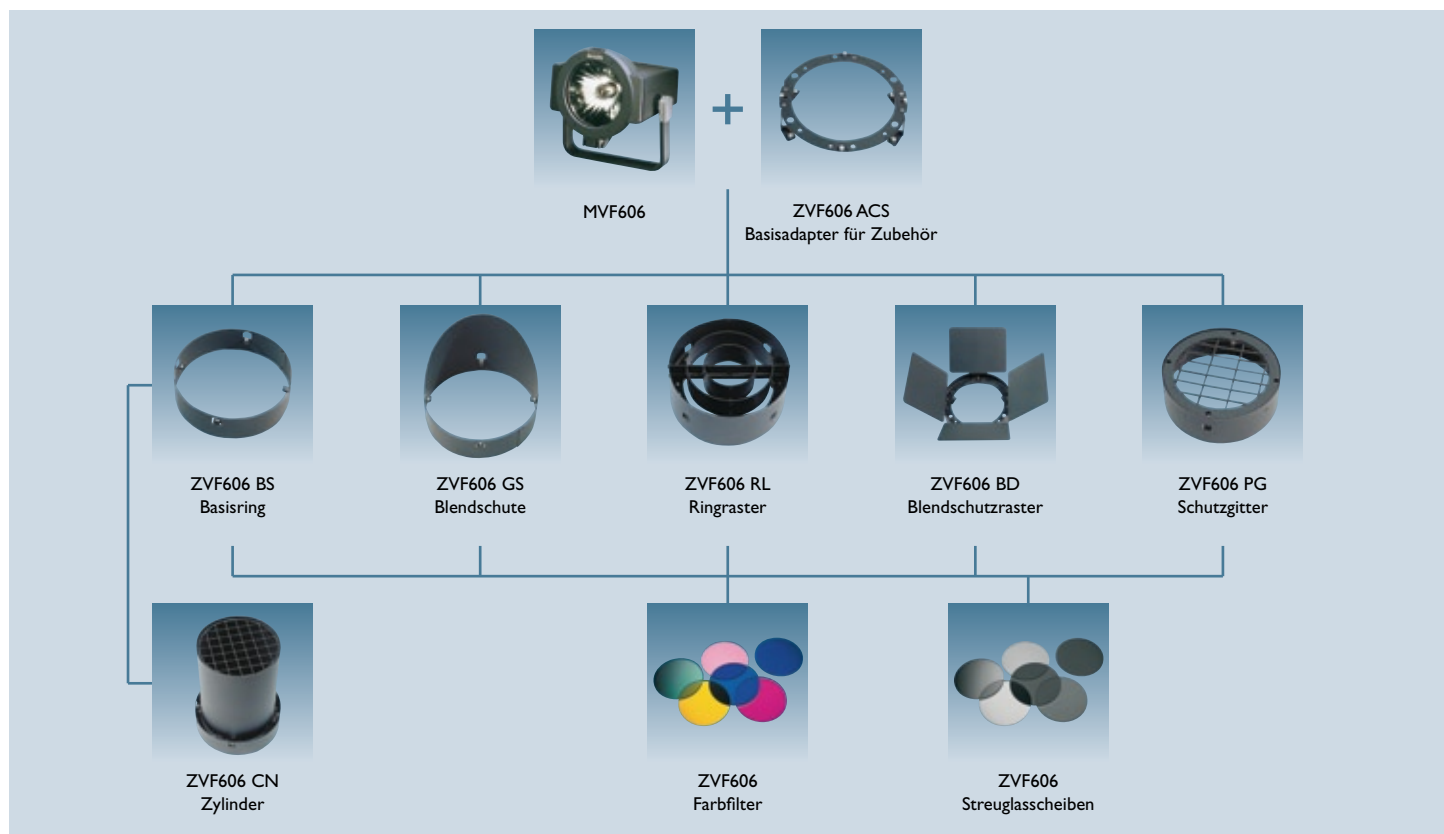 MVF606
ZVF606 ACS
Basisadapter für Zubehör
ZVF606 BS
Basisring
ZVF606 GS
Blendschute
ZVF606 RL
Ringraster
ZVF606 BD
Blendschutzraster
ZVF606 PG
Schutzgitter
ZVF606 CN
Zylinder
ZVF606
Farbfilter
ZVF606
Streuglasscheiben